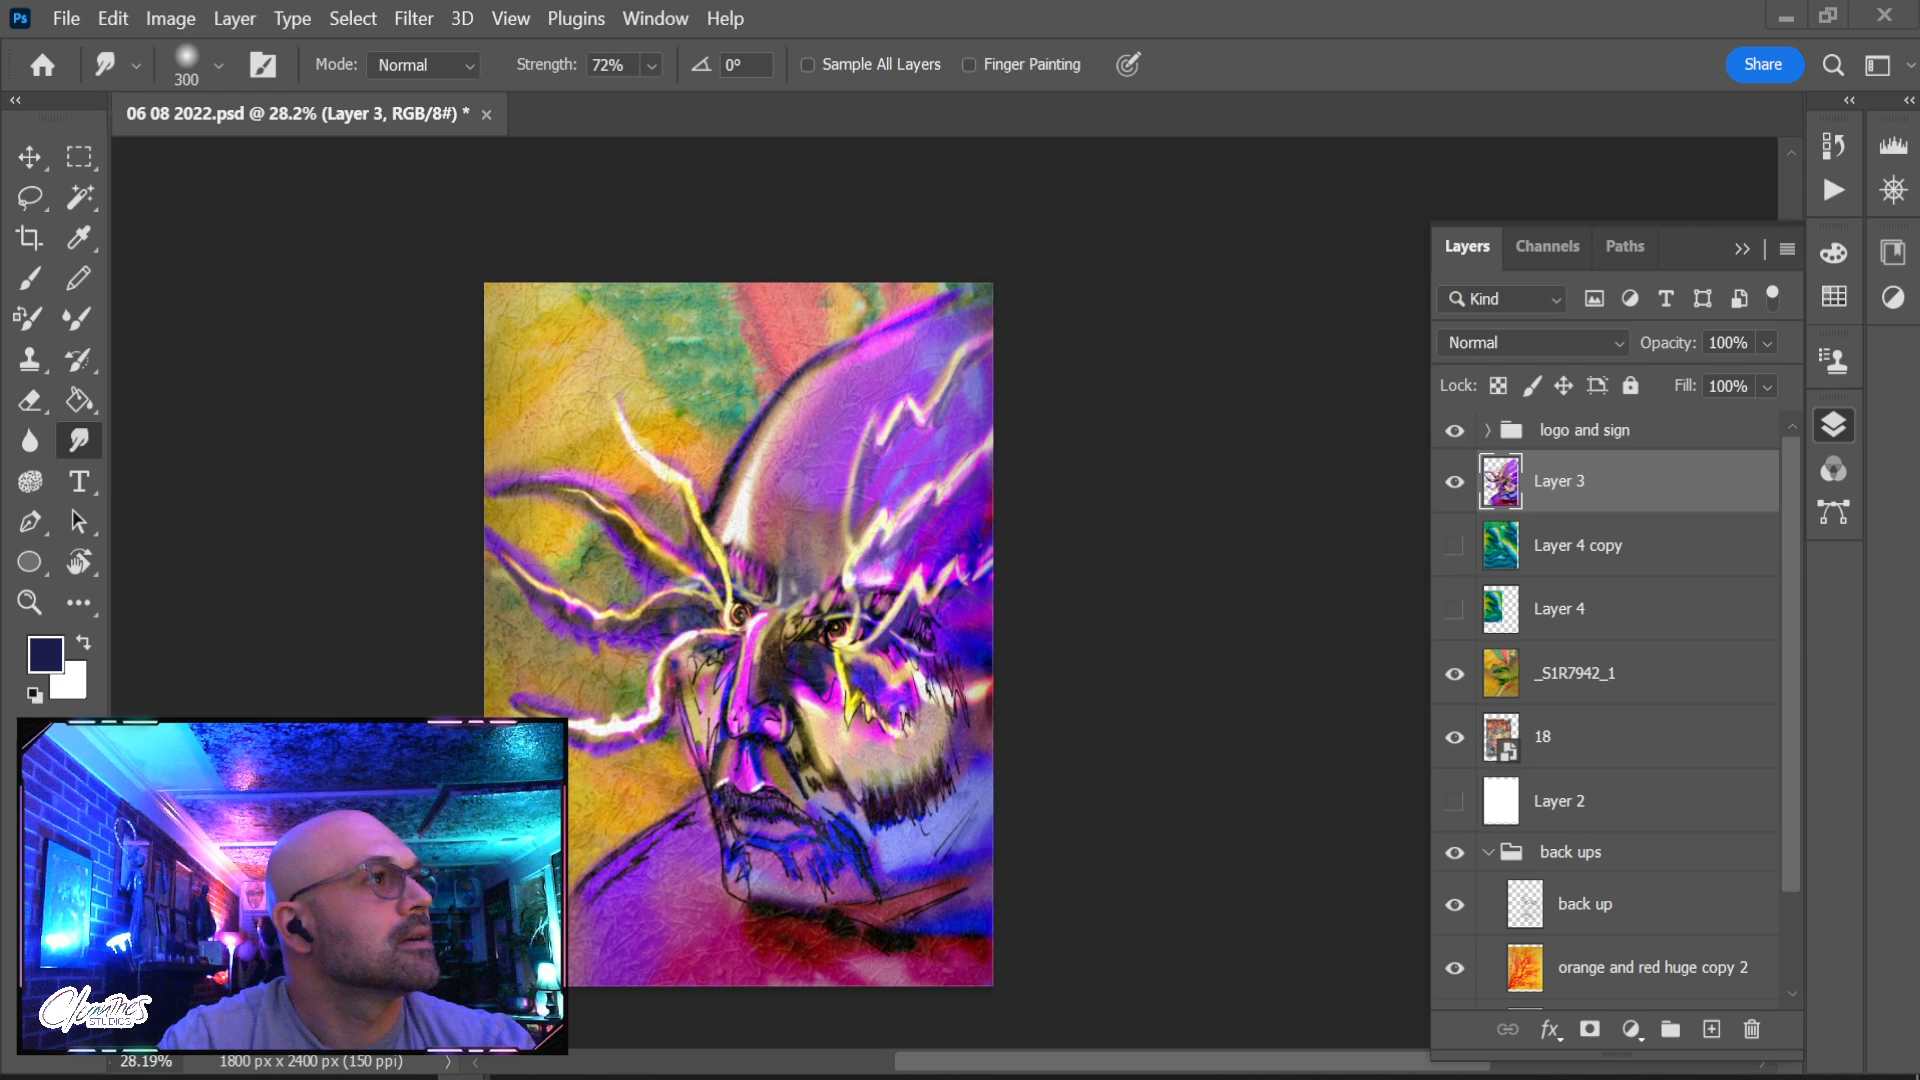 Ps File Edit Image Layer Type Select Filter 3D View Plugins Window Help
300 Mode: Normal Strength: 72% 0° Sample All Layers Finger Painting Share
06 08 2022.psd @ 28.2% (Layer 3, RGB/8#) *
Layers Channels Paths
Kind
Normal Opacity: 100%
Lock: Fill: 100%
logo and sign
Layer 3
Layer 4 copy
Layer 4
_S1R7942_1
18
Layer 2
back ups
back up
orange and red huge copy 2
STUDIOS
28.19% 1800 px x 2400 px (150 ppi)